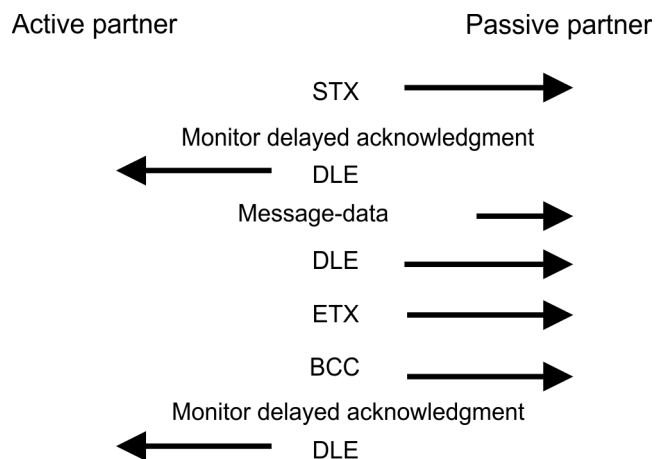 Active partner Passive partner
STX
Monitor delayed acknowledgment
DLE
Message-data
DLE
ETX
BCC
Monitor delayed acknowledgment
DLE